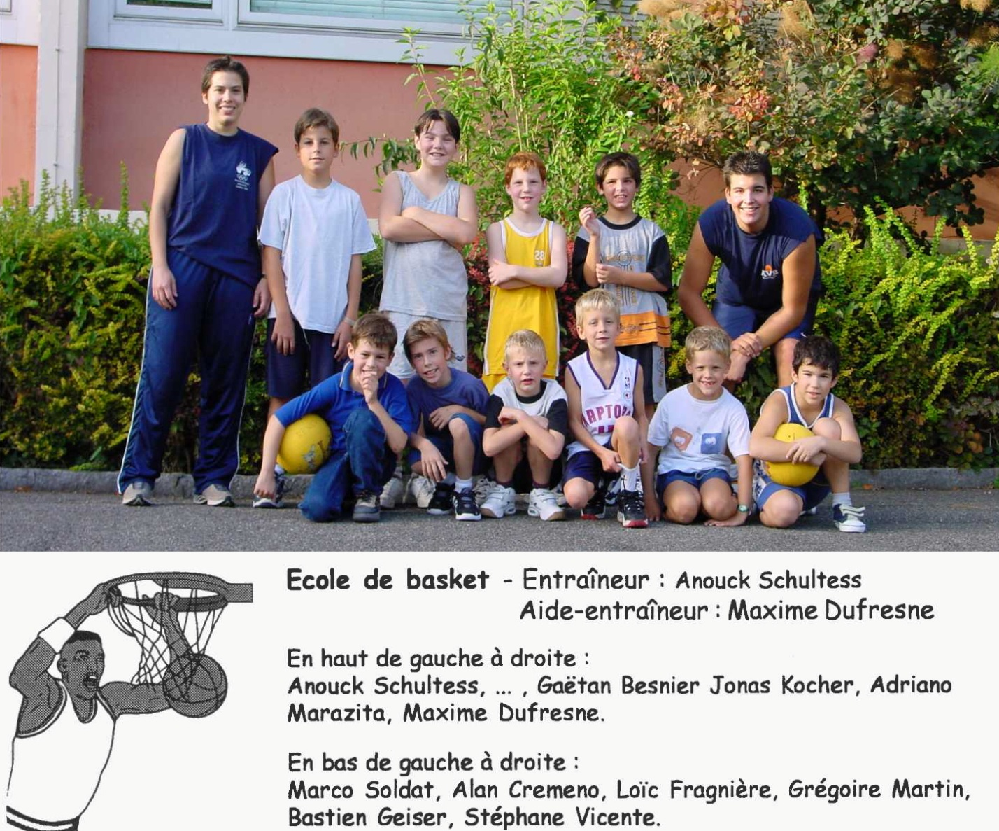 28
RAPTO
Ecole de basket - Entraîneur : Anouck Schultess
Aide-entraîneur : Maxime Dufresne
En haut de gauche à droite :
Anouck Schultess, ... , Gaëtan Besnier Jonas Kocher, Adriano
Marazita, Maxime Dufresne.
En bas de gauche à droite :
Marco Soldat, Alan Cremeno, Loïc Fragnière, Grégoire Martin,
Bastien Geiser, Stéphane Vicente.